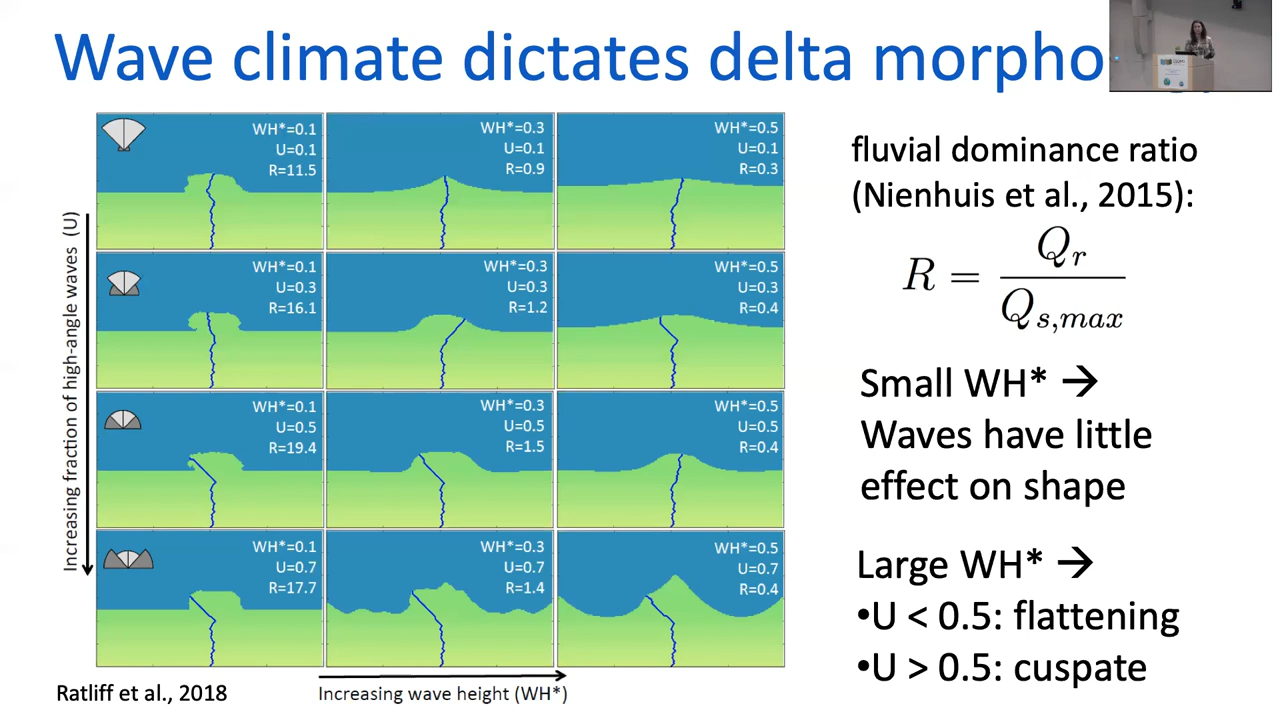 Wave climate dictates delta morpho
WH*=0.1
U=0.1
R=11.5
WH*=0.3
U=0.1
R=0.9
WH*=0.5
U=0.1
R=0.3
WH*=0.1
U=0.3
R=16.1
WH*=0.3
U=0.3
R=1.2
WH*=0.5
U=0.3
R=0.4
WH*=0.1
U=0.5
R=19.4
WH*=0.3
U=0.5
R=1.5
WH*=0.5
U=0.5
R=0.4
WH*=0.1
U=0.7
R=17.7
WH*=0.3
U=0.7
R=1.4
WH*=0.5
U=0.7
R=0.4
Increasing fraction of high-angle waves (U)
Increasing wave height (WH*)
Ratliff et al., 2018
fluvial dominance ratio
(Nienhuis et al., 2015):
R = Qr / Qs,max
Small WH* →
Waves have little
effect on shape
Large WH* →
•U < 0.5: flattening
•U > 0.5: cuspate